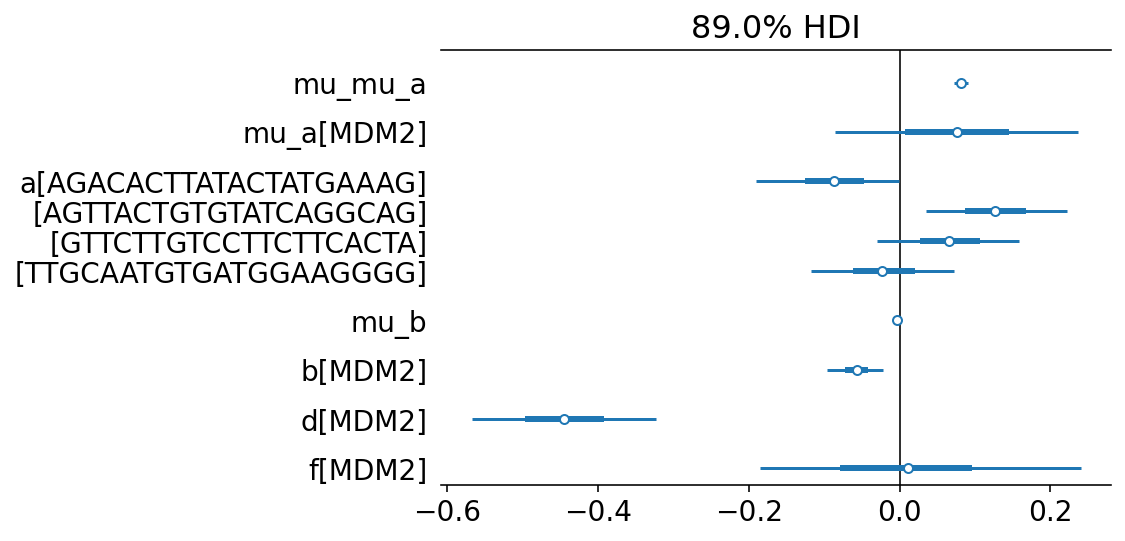 89.0% HDI
mu_mu_a
mu_a[MDM2]
a[AGACACTTATACTATGAAAG]
[AGTTACTGTGTATCAGGCAG]
[GTTCTTGTCCTTCTTCACTA]
[TTGCAATGTGATGGAAGGGG]
mu_b
b[MDM2]
d[MDM2]
f[MDM2]
−0.6 −0.4 −0.2 0.0 0.2